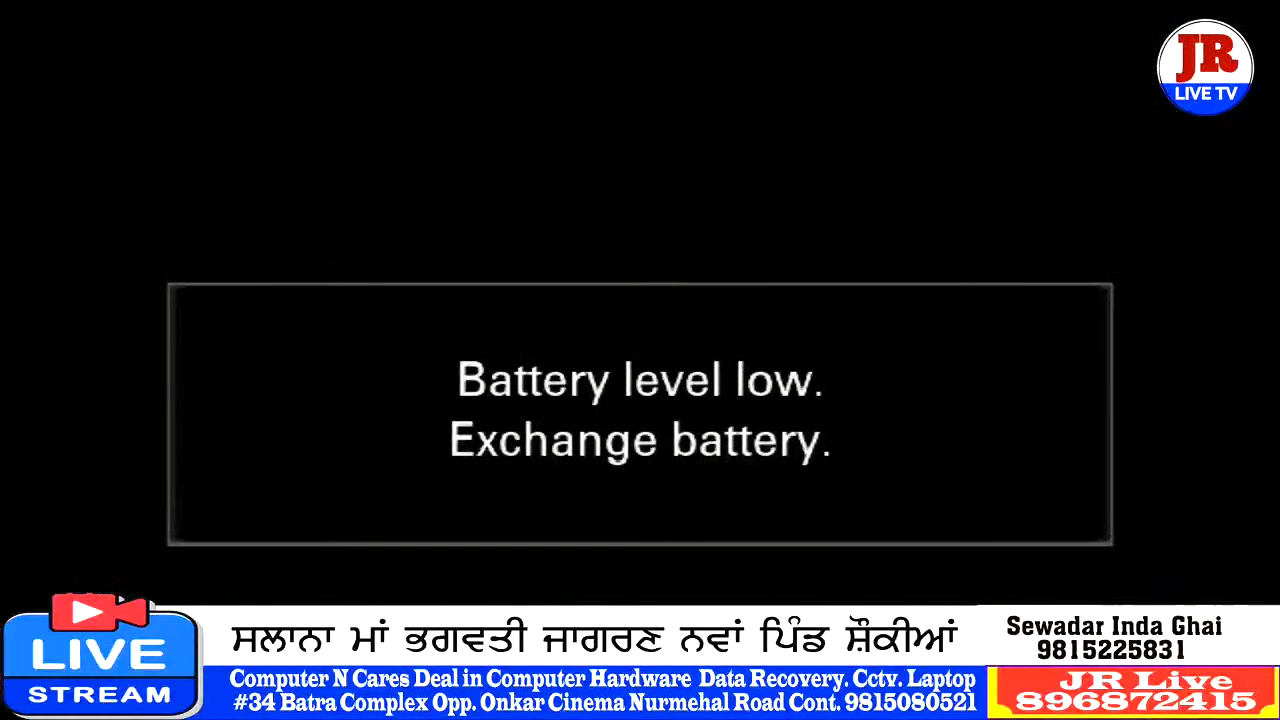 JR
LIVE TV
Battery level low.
Exchange battery.
LIVE
STREAM
ਸਲਾਨਾ ਮਾਂ ਭਗਵਤੀ ਜਾਗਰਣ ਨਵਾਂ ਪਿੰਡ ਸ਼ੌਕੀਆਂ
Sewadar Inda Ghai
9815225831
Computer N Cares Deal in Computer Hardware Data Recovery. Cctv. Laptop
#34 Batra Complex Opp. Onkar Cinema Nurmehal Road Cont. 9815080521
JR Live
896872415